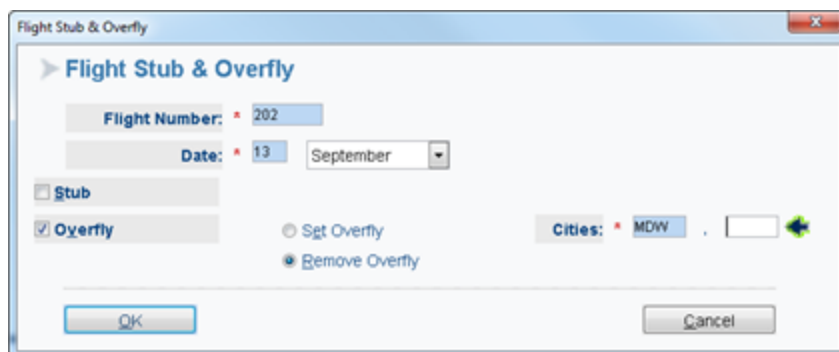 Flight Stub & Overfly
Flight Stub & Overfly
Flight Number: * 202
Date: * 13 September
Stub
Overfly Set Overfly Cities: * MDW .
Remove Overfly
OK Cancel